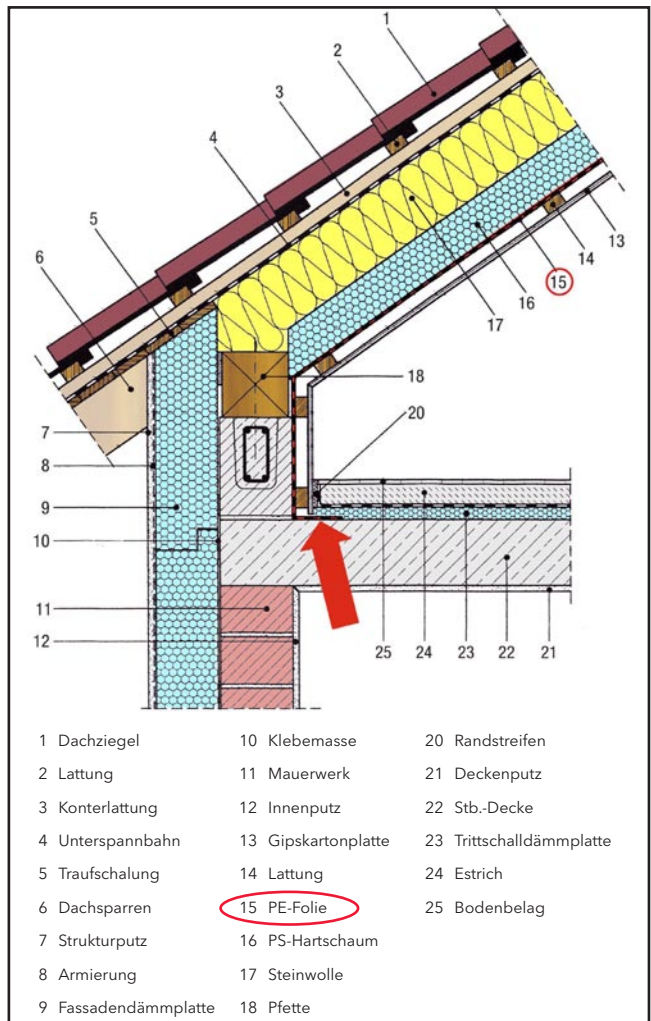 1
2
3
4
5
6
7
8
9
10
11
12
13
14
15
16
17
18
20
25
24
23
22
21
1 Dachziegel
2 Lattung
3 Konterlattung
4 Unterspannbahn
5 Traufschalung
6 Dachsparren
7 Strukturputz
8 Armierung
9 Fassadendämmplatte
10 Klebemasse
11 Mauerwerk
12 Innenputz
13 Gipskartonplatte
14 Lattung
15 PE-Folie
16 PS-Hartschaum
17 Steinwolle
18 Pfette
20 Randstreifen
21 Deckenputz
22 Stb.-Decke
23 Trittschalldämmplatte
24 Estrich
25 Bodenbelag